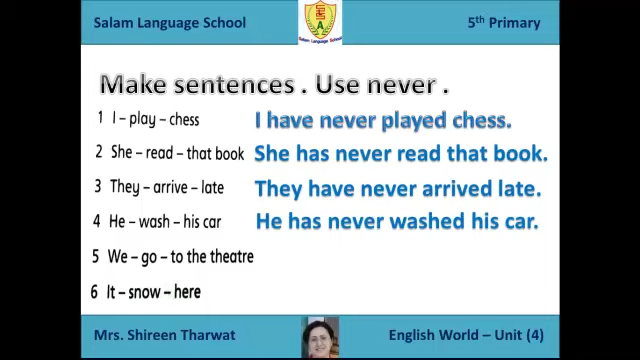 Salam Language School
5th Primary
Salam Language School
Make sentences . Use never .
1 I – play – chess I have never played chess.
2 She – read – that book She has never read that book.
3 They – arrive – late They have never arrived late.
4 He – wash – his car He has never washed his car.
5 We – go – to the theatre
6 It – snow – here
Mrs. Shireen Tharwat
English World – Unit (4)